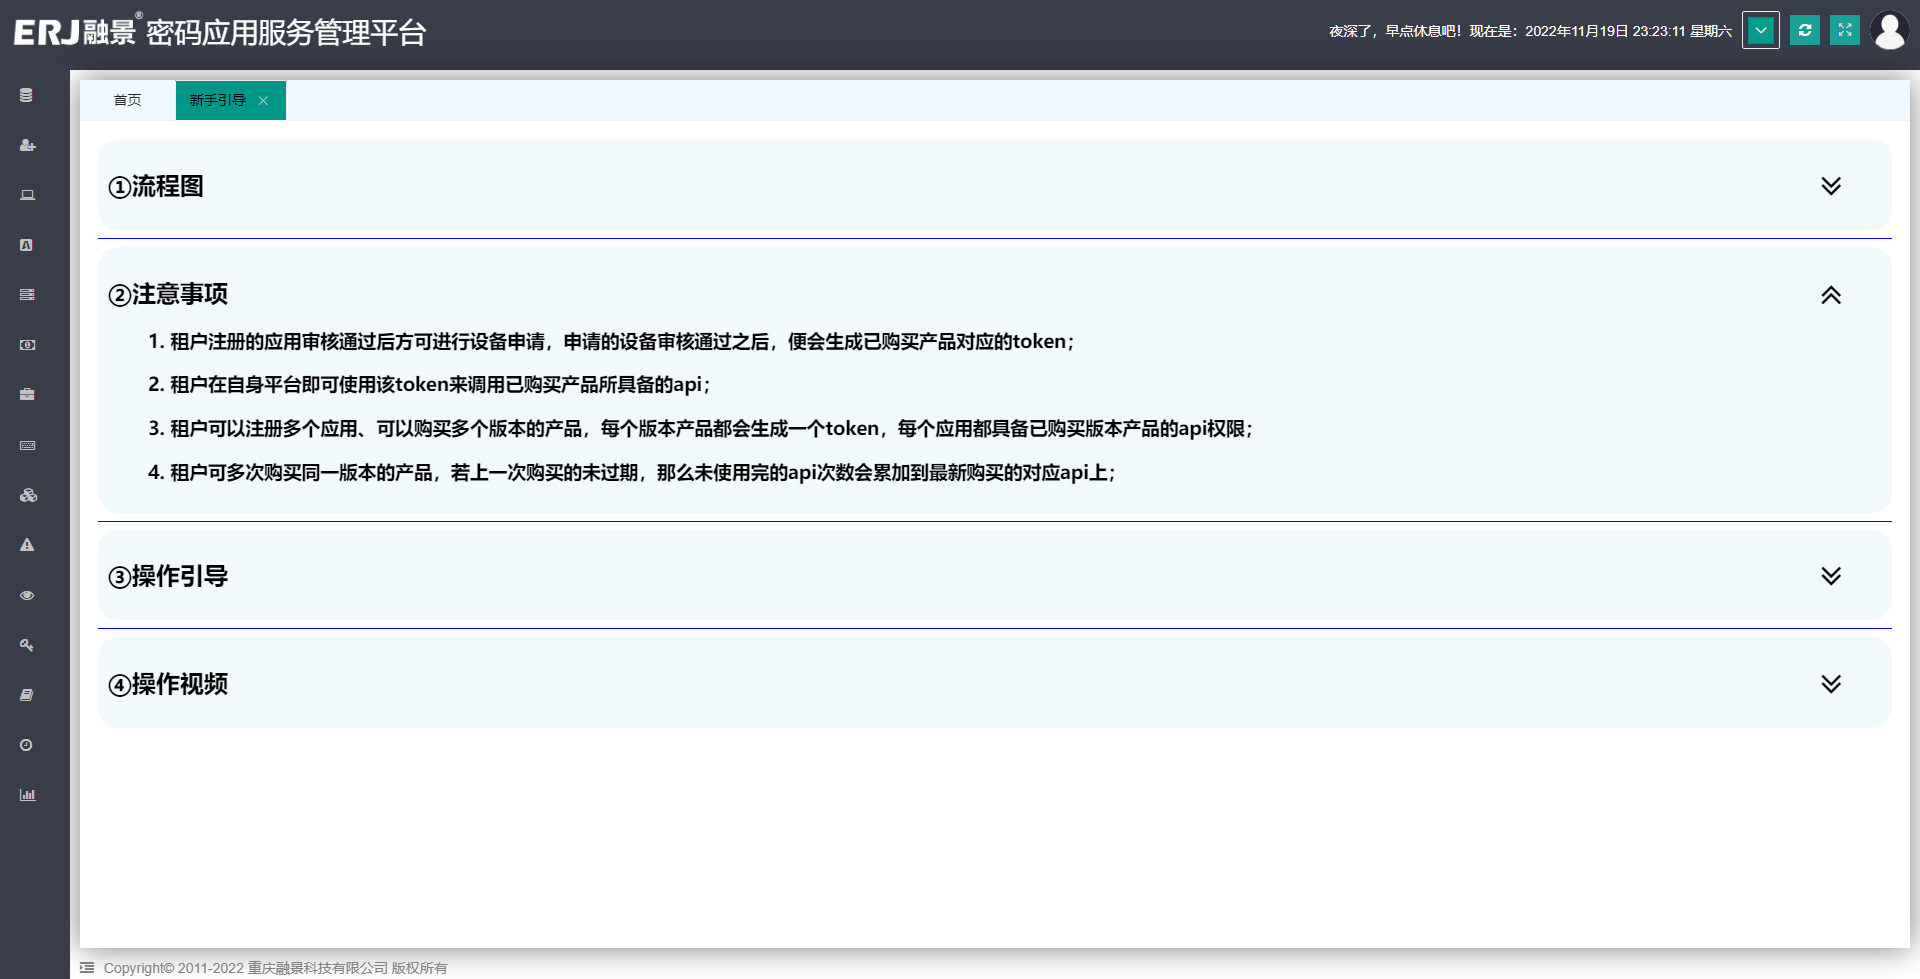 ERJ融景® 密码应用服务管理平台
夜深了，早点休息吧！现在是：2022年11月19日 23:23:11 星期六
首页
新手引导
①流程图
②注意事项
1. 租户注册的应用审核通过后方可进行设备申请，申请的设备审核通过之后，便会生成已购买产品对应的token；
2. 租户在自身平台即可使用该token来调用已购买产品所具备的api；
3. 租户可以注册多个应用、可以购买多个版本的产品，每个版本产品都会生成一个token，每个应用都具备已购买版本产品的api权限；
4. 租户可多次购买同一版本的产品，若上一次购买的未过期，那么未使用完的api次数会累加到最新购买的对应api上；
③操作引导
④操作视频
Copyright© 2011-2022 重庆融景科技有限公司 版权所有